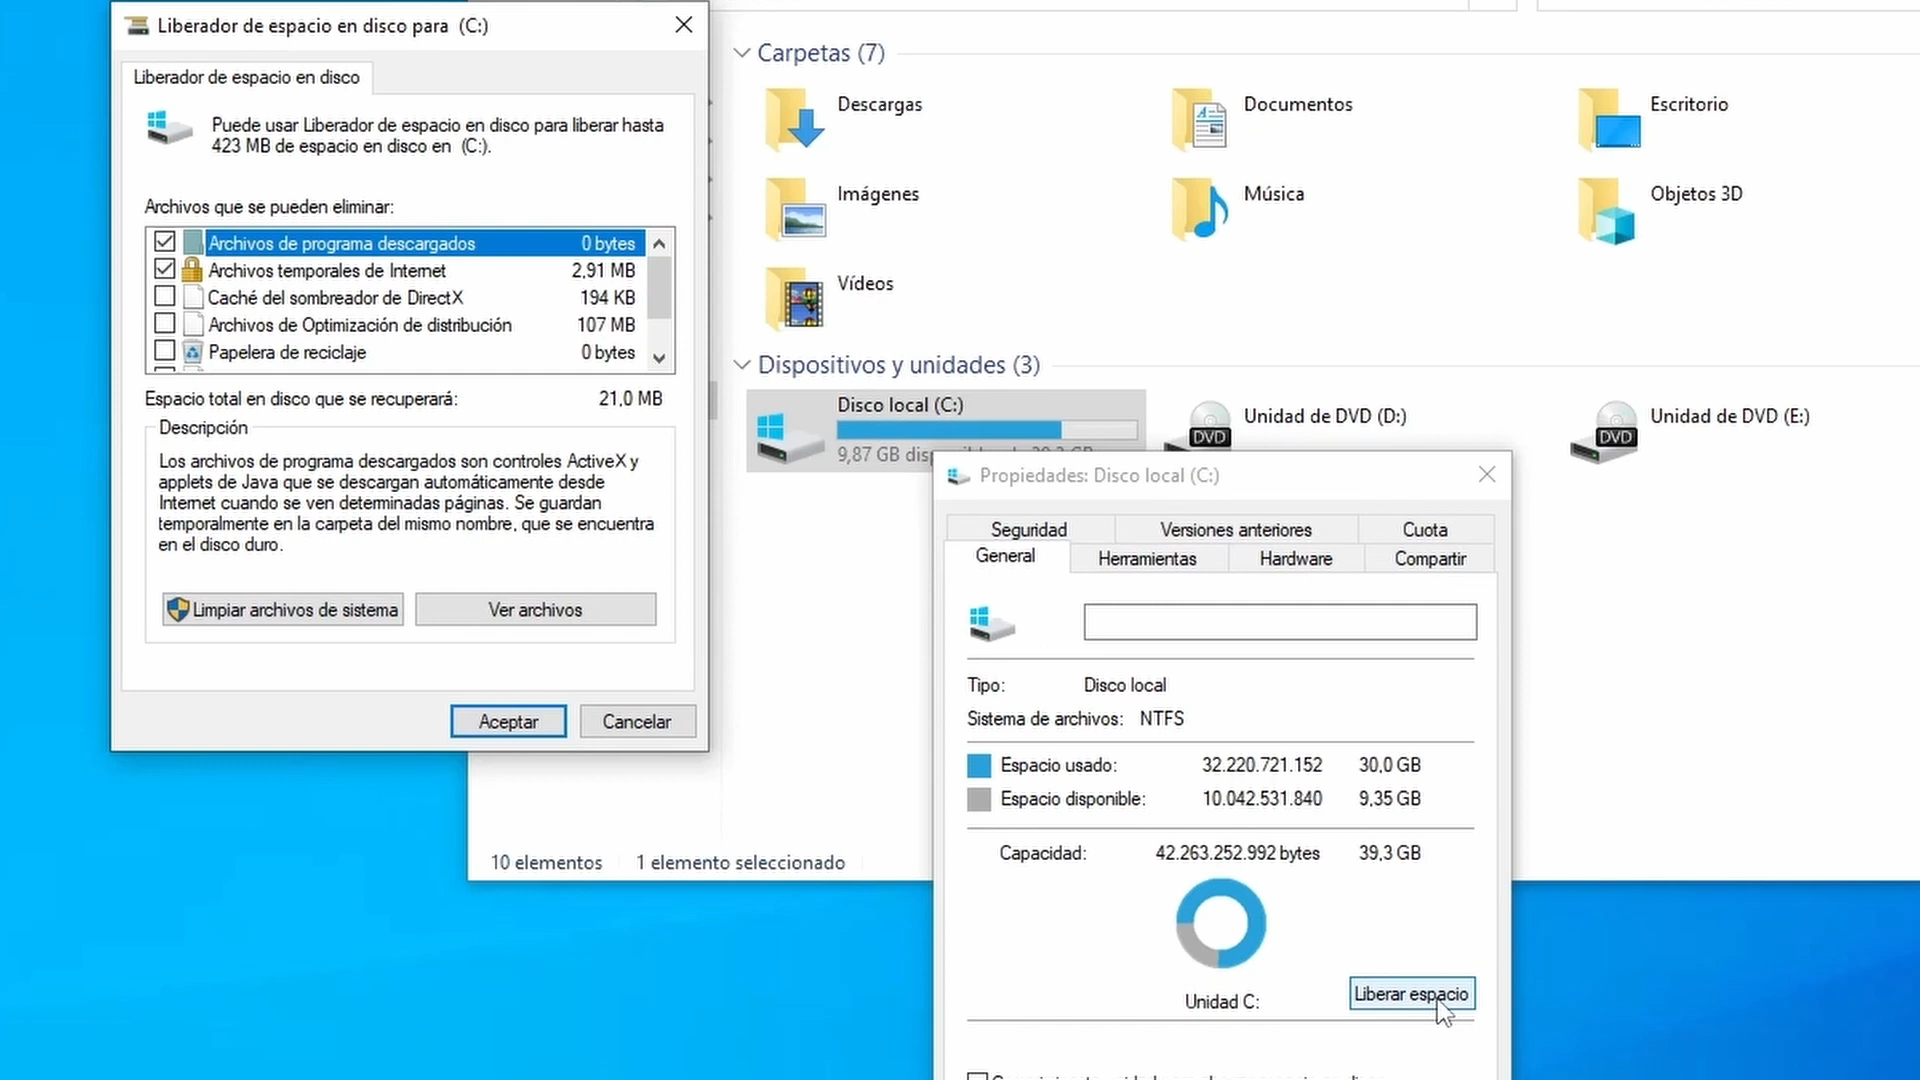 Liberador de espacio en disco para (C:)
Liberador de espacio en disco
Puede usar Liberador de espacio en disco para liberar hasta
423 MB de espacio en disco en (C:).
Archivos que se pueden eliminar:
Archivos de programa descargados 0 bytes
Archivos temporales de Internet 2,91 MB
Caché del sombreador de DirectX 194 KB
Archivos de Optimización de distribución 107 MB
Papelera de reciclaje 0 bytes
Espacio total en disco que se recuperará: 21,0 MB
Descripción
Los archivos de programa descargados son controles ActiveX y
applets de Java que se descargan automáticamente desde
Internet cuando se ven determinadas páginas. Se guardan
temporalmente en la carpeta del mismo nombre, que se encuentra
en el disco duro.
Limpiar archivos de sistema Ver archivos
Aceptar Cancelar
Carpetas (7)
Descargas Documentos Escritorio
Imágenes Música Objetos 3D
Vídeos
Dispositivos y unidades (3)
Disco local (C:) Unidad de DVD (D:) Unidad de DVD (E:)
DVD DVD
9,87 GB
10 elementos 1 elemento seleccionado
Propiedades: Disco local (C:)
Seguridad Versiones anteriores Cuota
General Herramientas Hardware Compartir
Tipo: Disco local
Sistema de archivos: NTFS
Espacio usado: 32.220.721.152 30,0 GB
Espacio disponible: 10.042.531.840 9,35 GB
Capacidad: 42.263.252.992 bytes 39,3 GB
Unidad C: Liberar espacio